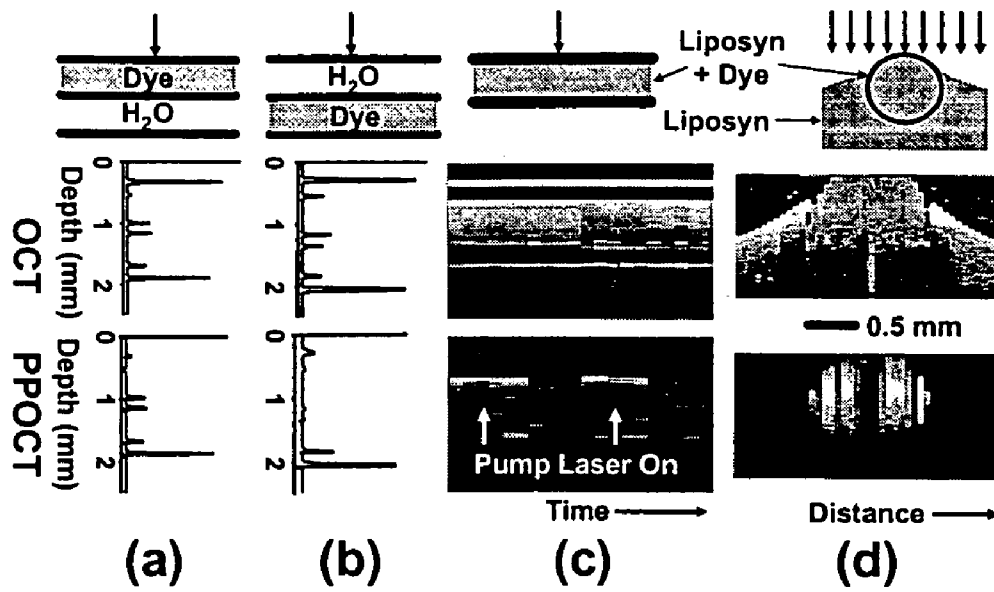 Dye
H₂O
H₂O
Dye
Liposyn
+ Dye
Liposyn
OCT
Depth (mm)
0
1
2
0
1
2
0.5 mm
PPOCT
Depth (mm)
0
1
2
0
1
2
Pump Laser On
Time
Distance
(a)
(b)
(c)
(d)